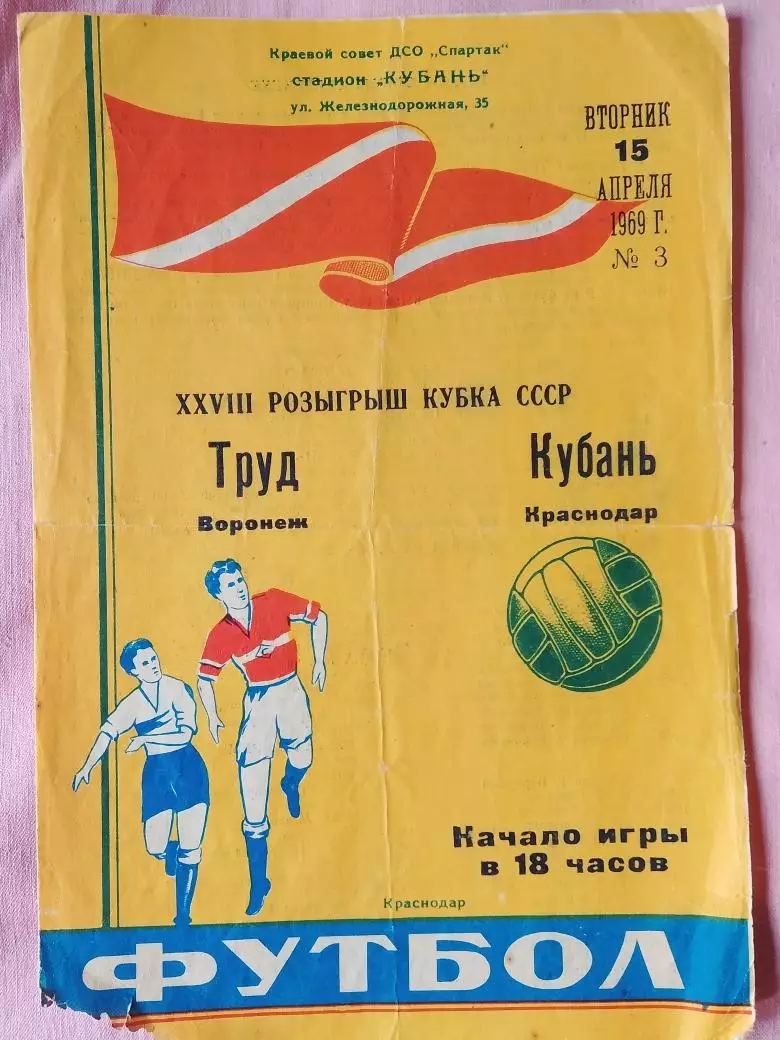 Краевой совет ДСО „Спартак"
стадион „КУБАНЬ"
ул. Железнодорожная, 35
ВТОРНИК
15
АПРЕЛЯ
1969 Г.
№ 3
XXVIII РОЗЫГРЫШ КУБКА СССР
Труд
Воронеж
Кубань
Краснодар
Качало игры
в 18 часов
Краснодар
ФУТБОЛ